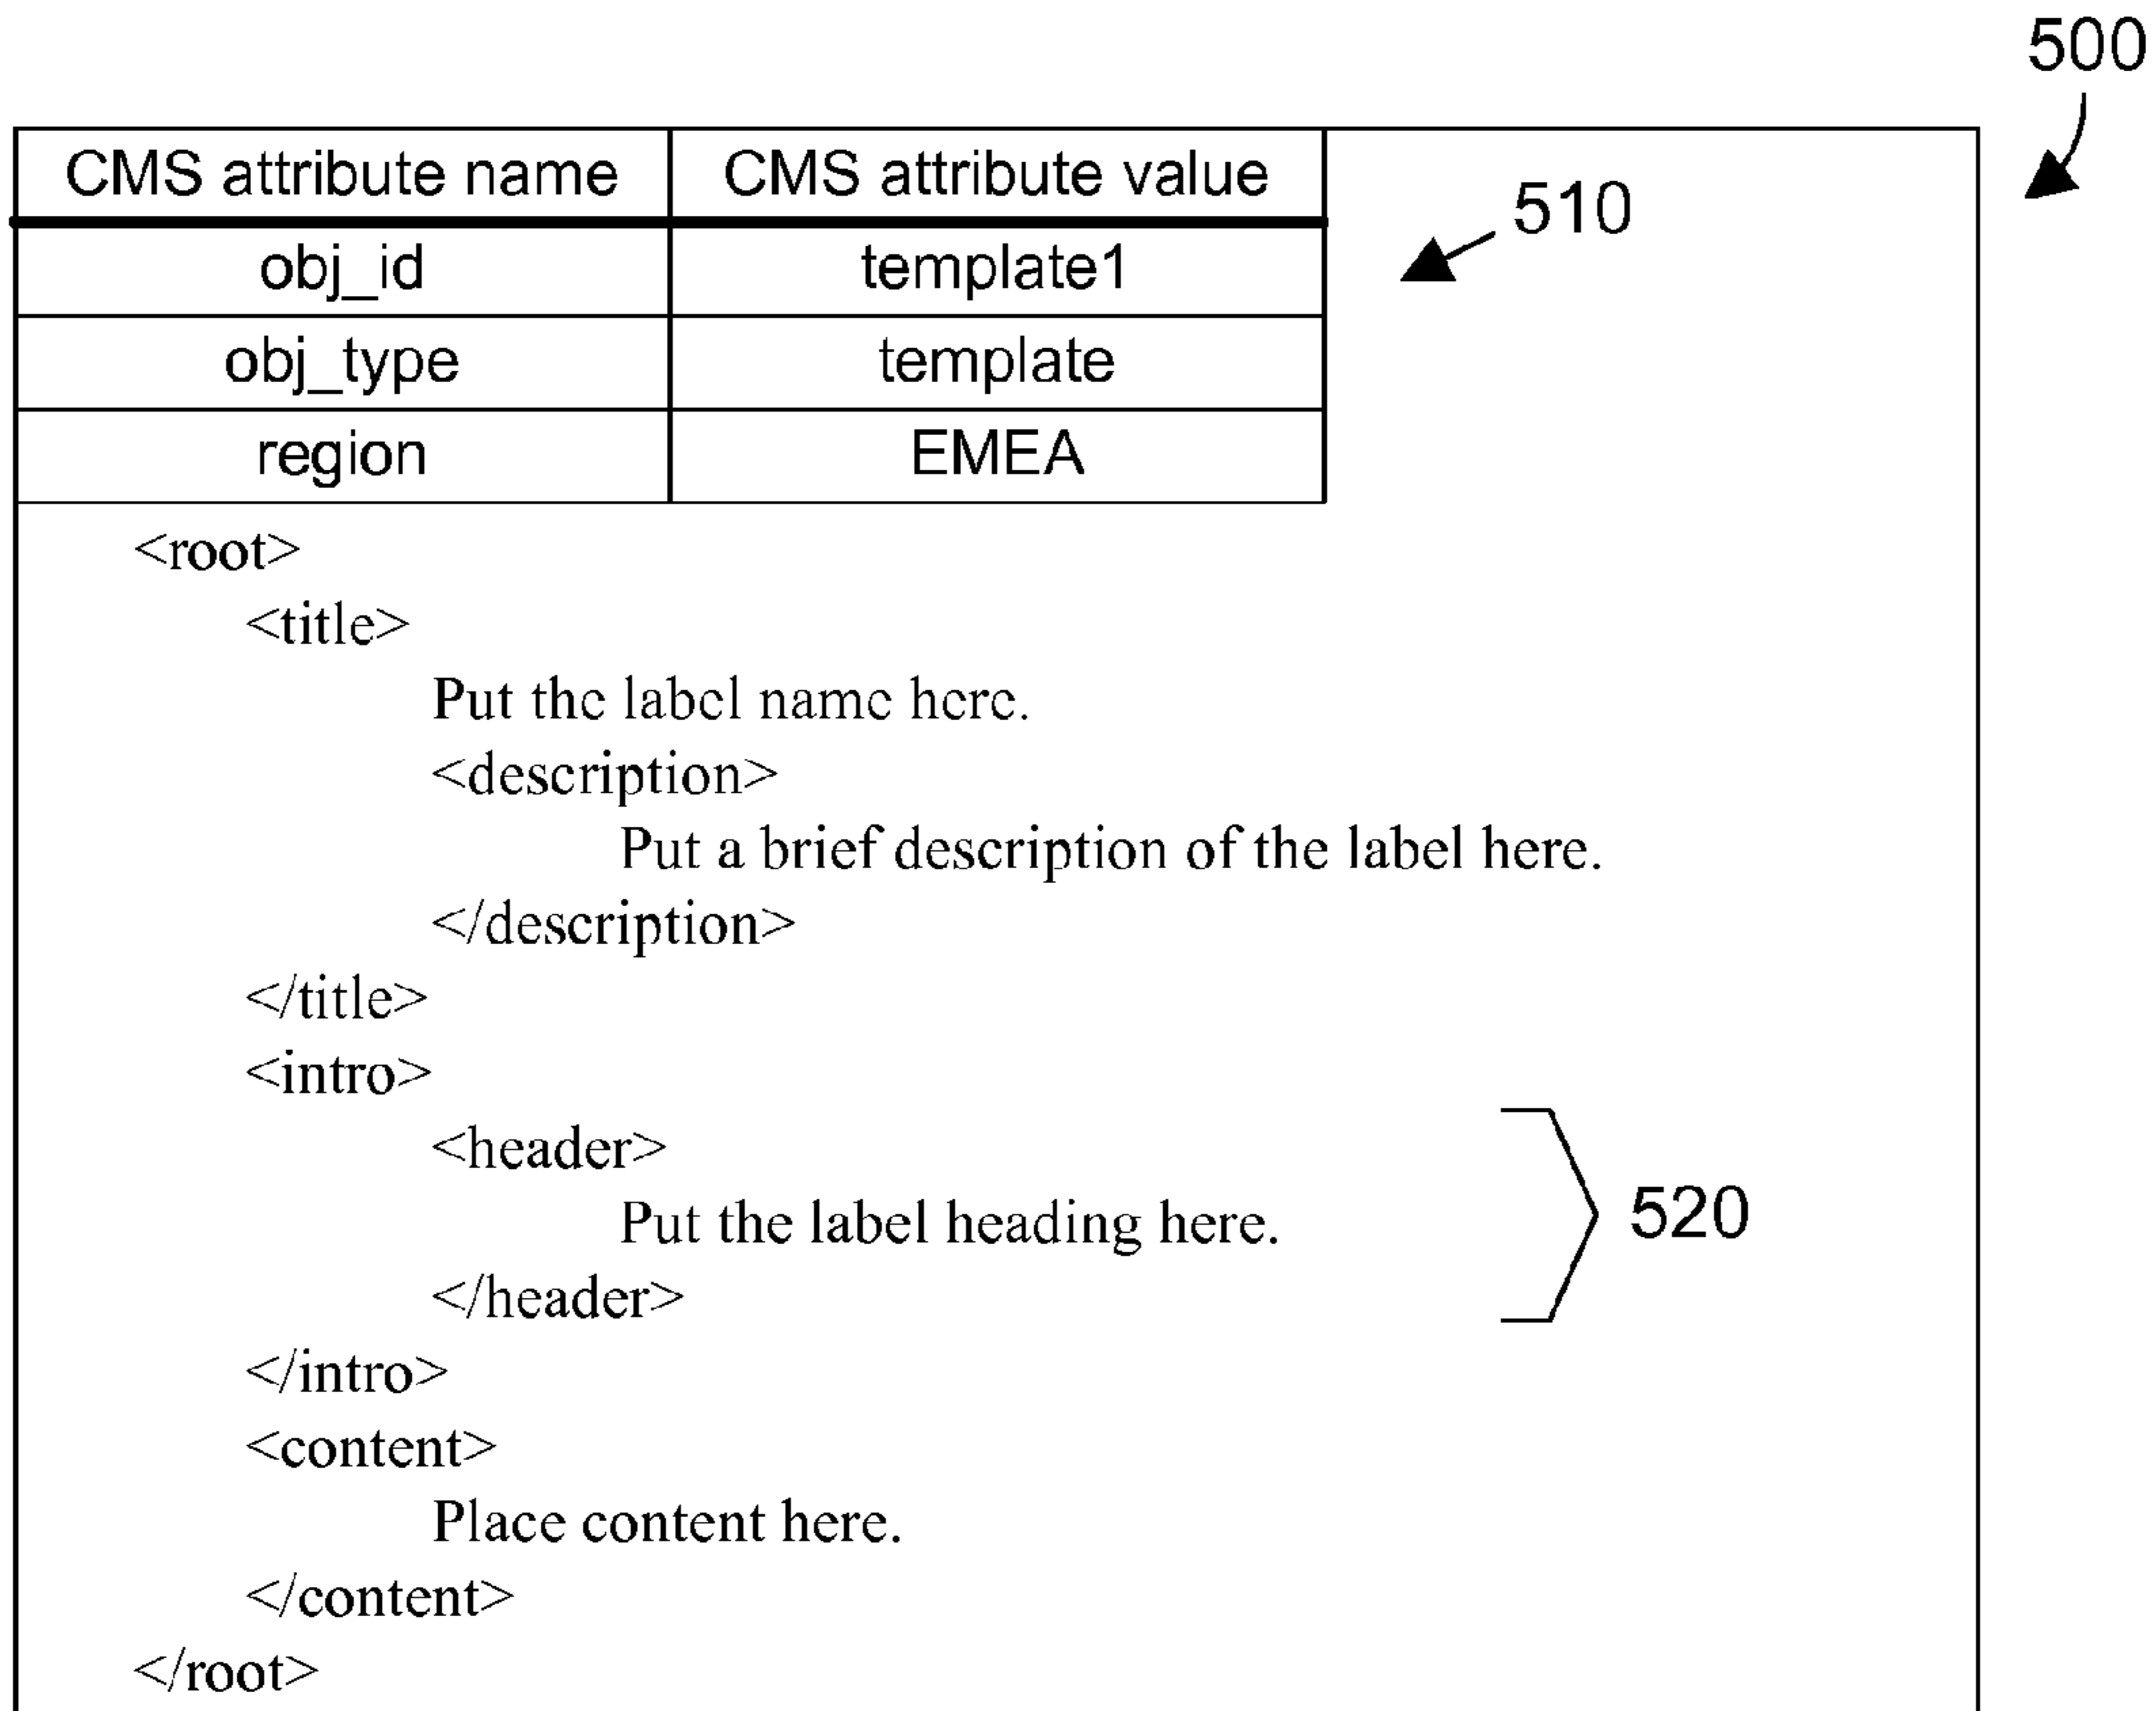 500
CMS attribute name CMS attribute value
510
obj_id template1
obj_type template
region EMEA
<root>
<title>
Put the label name here.
<description>
Put a brief description of the label here.
</description>
</title>
<intro>
<header>
Put the label heading here.
520
</header>
</intro>
<content>
Place content here.
</content>
</root>